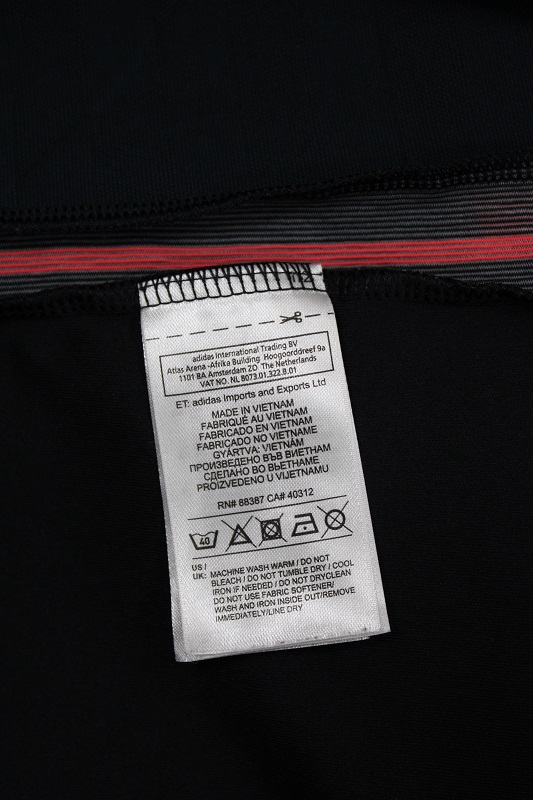 adidas International Trading BV
Atlas Arena -Afrika Building Hoogoorddreef 9a
1101 BA Amsterdam ZO The Netherlands
VAT NO. NL 8073.01.322.B.01
ET: adidas Imports and Exports Ltd
MADE IN VIETNAM
FABRIQUÉ AU VIETNAM
FABRICADO EN VIETNAM
FABRICADO NO VIETNAME
GYÁRTVA: VIETNÁM
ПРОИЗВЕДЕНО ВЪВ ВИЕТНАМ
СДЕЛАНО ВО ВЬЕТНАМЕ
PROIZVEDENO U VIJETNAMU
RN# 88387 CA# 40312
40
US / UK: MACHINE WASH WARM / DO NOT
BLEACH / DO NOT TUMBLE DRY / COOL
IRON IF NEEDED / DO NOT DRYCLEAN
DO NOT USE FABRIC SOFTENER/
WASH AND IRON INSIDE OUT/REMOVE
IMMEDIATELY/LINE DRY